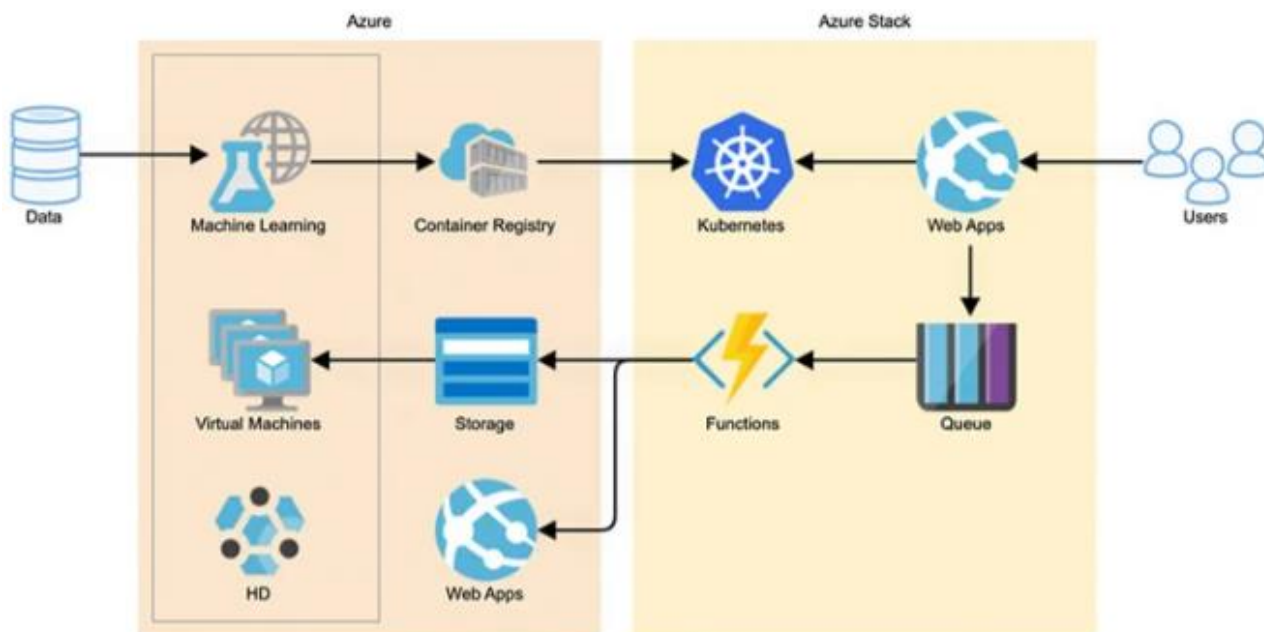 Azure
Azure Stack
Data
Machine Learning
Container Registry
Kubernetes
Web Apps
Users
Virtual Machines
Storage
Functions
Queue
HD
Web Apps